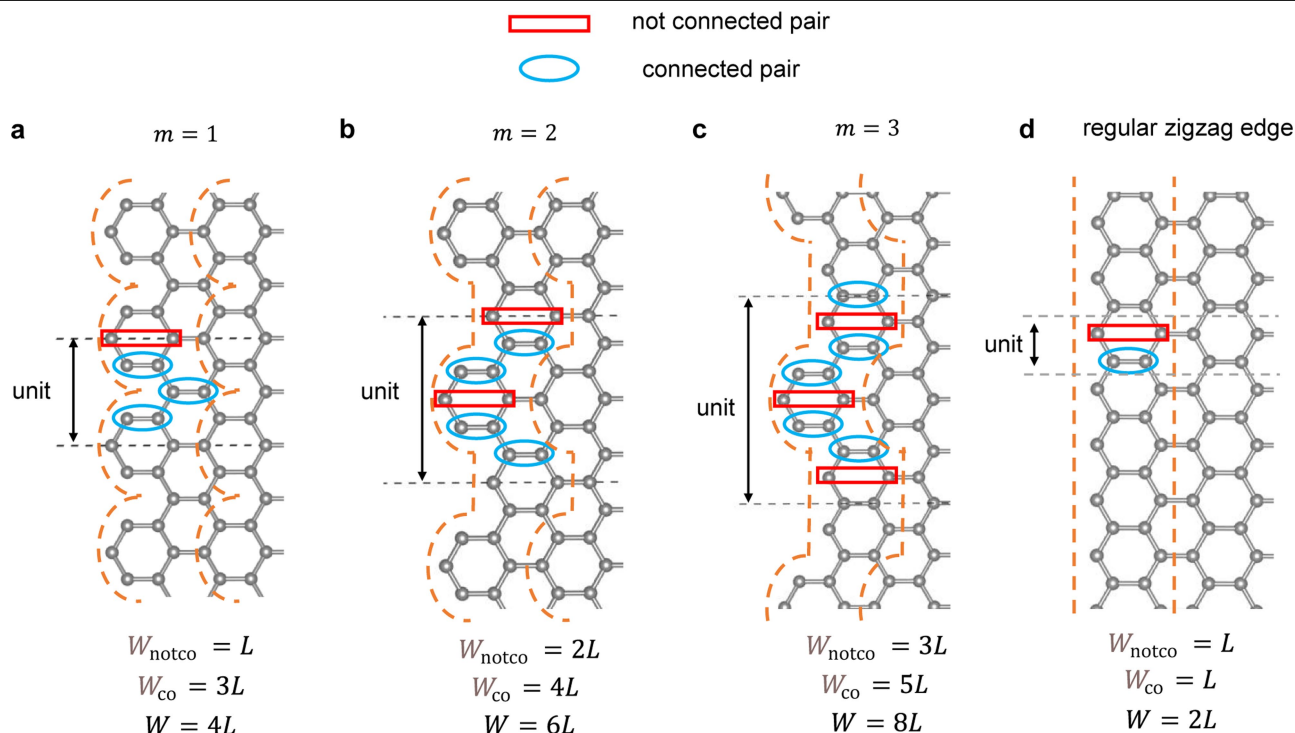 not connected pair
connected pair
a
m = 1
b
m = 2
c
m = 3
d
regular zigzag edge
unit
unit
unit
unit
W_notco = L
W_co = 3L
W = 4L
W_notco = 2L
W_co = 4L
W = 6L
W_notco = 3L
W_co = 5L
W = 8L
W_notco = L
W_co = L
W = 2L